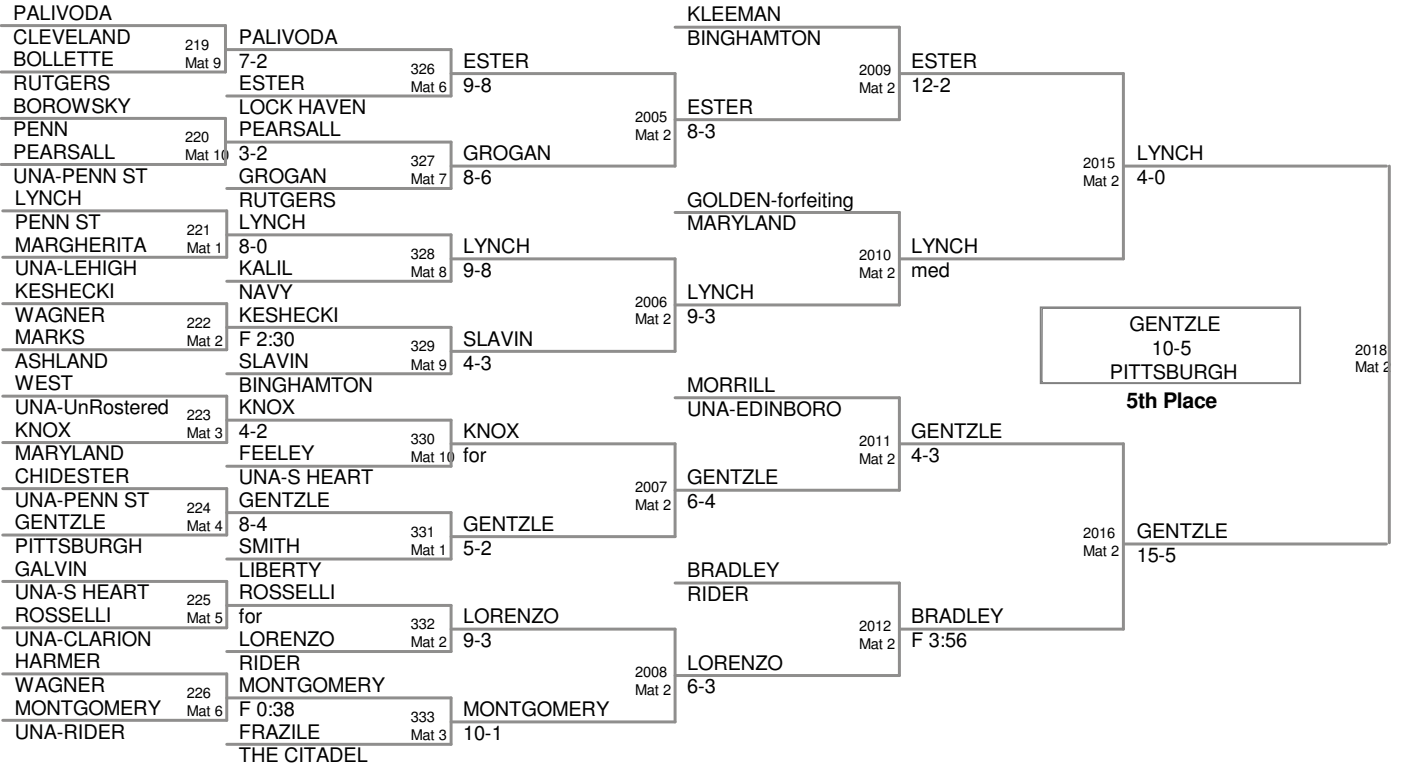 PALIVODA
CLEVELAND
219
BOLLETTE
Mat 9
RUTGERS
BOROWSKY
PENN
220
PEARSALL
Mat 10
UNA-PENN ST
LYNCH
PENN ST
221
MARGHERITA
Mat 1
UNA-LEHIGH
KESHECKI
WAGNER
222
MARKS
Mat 2
ASHLAND
WEST
UNA-UnRostered
223
KNOX
Mat 3
MARYLAND
CHIDESTER
UNA-PENN ST
224
GENTZLE
Mat 4
PITTSBURGH
GALVIN
UNA-S HEART
225
ROSSELLI
Mat 5
UNA-CLARION
HARMER
WAGNER
226
MONTGOMERY
Mat 6
UNA-RIDER
PALIVODA
7-2
326
ESTER
Mat 6
LOCK HAVEN
PEARSALL
3-2
327
GROGAN
Mat 7
RUTGERS
LYNCH
8-0
328
KALIL
Mat 8
NAVY
KESHECKI
F 2:30
329
SLAVIN
Mat 9
BINGHAMTON
KNOX
4-2
330
FEELEY
Mat 10
UNA-S HEART
GENTZLE
8-4
331
SMITH
Mat 1
LIBERTY
ROSSELLI
for
332
LORENZO
Mat 2
RIDER
MONTGOMERY
F 0:38
333
FRAZILE
Mat 3
THE CITADEL
ESTER
9-8
2005
Mat 2
GROGAN
8-6
LYNCH
9-8
2006
Mat 2
SLAVIN
4-3
KNOX
for
2007
Mat 2
GENTZLE
5-2
LORENZO
9-3
2008
Mat 2
MONTGOMERY
10-1
KLEEMAN
BINGHAMTON
2009
Mat 2
ESTER
8-3
GOLDEN-forfeiting
MARYLAND
2010
Mat 2
LYNCH
9-3
MORRILL
UNA-EDINBORO
2011
Mat 2
GENTZLE
6-4
BRADLEY
RIDER
2012
Mat 2
LORENZO
6-3
ESTER
12-2
2015
Mat 2
LYNCH
med
GENTZLE
4-3
2016
Mat 2
BRADLEY
F 3:56
LYNCH
4-0
2018
Mat 2
GENTZLE
15-5
GENTZLE
10-5
PITTSBURGH
5th Place